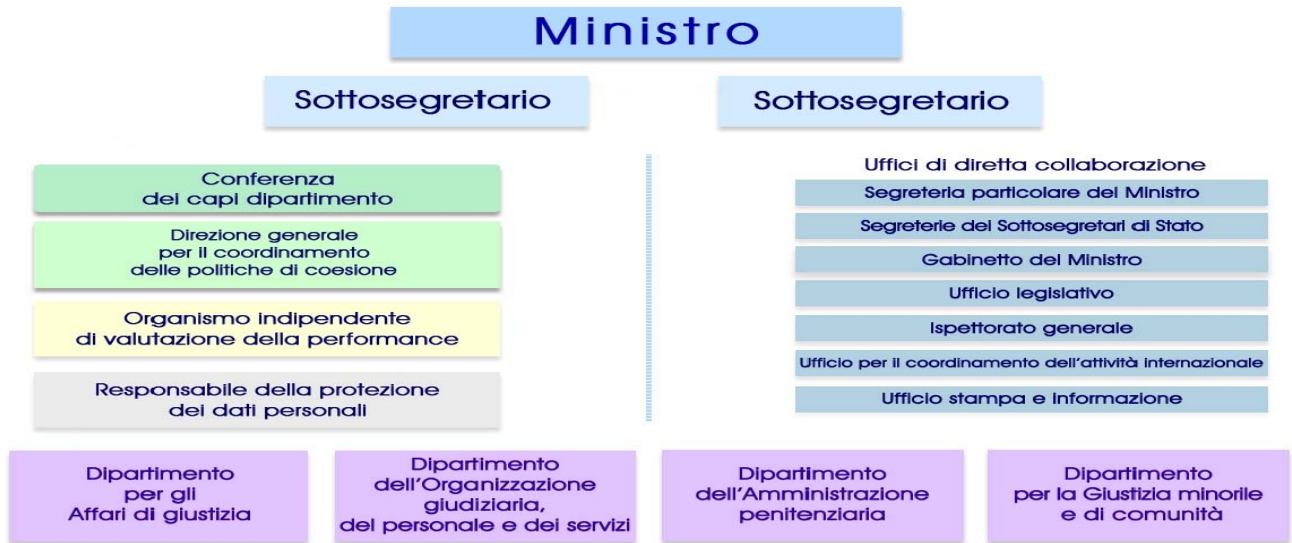 Ministro
Sottosegretario
Sottosegretario
Conferenza
dei capi dipartimento
Direzione generale
per il coordinamento
delle politiche di coesione
Organismo indipendente
di valutazione della performance
Responsabile della protezione
dei dati personali
Uffici di diretta collaborazione
Segreteria particolare del Ministro
Segreterie dei Sottosegretari di Stato
Gabinetto del Ministro
Ufficio legislativo
Ispettorato generale
Ufficio per il coordinamento dell'attività internazionale
Ufficio stampa e informazione
Dipartimento
per gli
Affari di giustizia
Dipartimento
dell'Organizzazione
giudiziaria,
del personale e dei servizi
Dipartimento
dell'Amministrazione
penitenziaria
Dipartimento
per la Giustizia minorile
e di comunità